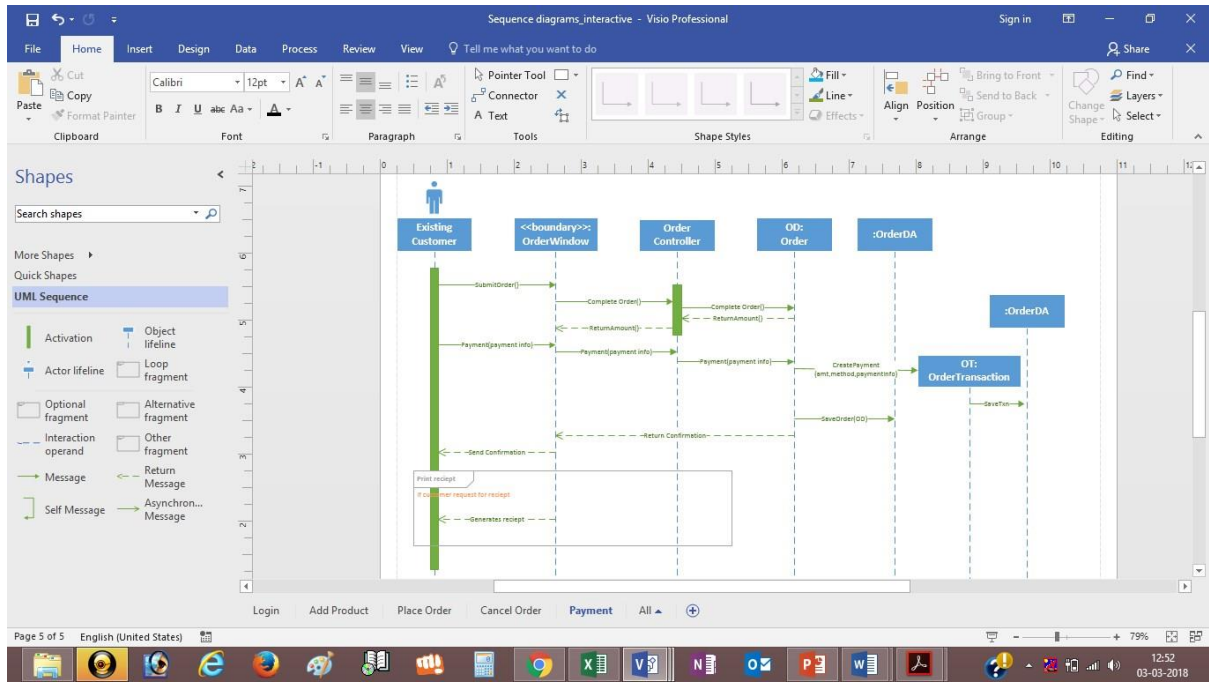 Sequence diagrams_interactive - Visio Professional
Sign in
File Home Insert Design Data Process Review View Tell me what you want to do
Share
Paste
Cut
Copy
Format Painter
Clipboard
Calibri 12pt
B I U abc Aa A
Font
Paragraph
Pointer Tool
Connector
A Text
Tools
Shape Styles
Fill
Line
Effects
Align Position
Bring to Front
Send to Back
Group
Arrange
Change
Shape
Find
Layers
Select
Editing
Shapes
Search shapes
More Shapes
Quick Shapes
UML Sequence
Activation
Object
lifeline
Actor lifeline
Loop
fragment
Optional
fragment
Alternative
fragment
Interaction
operand
Other
fragment
Message
Return
Message
Self Message
Asynchron...
Message
Existing
Customer
<<boundary>>:
OrderWindow
Order
Controller
OD:
Order
:OrderDA
:OrderDA
OT:
OrderTransaction
SubmitOrder()
Complete Order()
Complete Order()
ReturnAmount()
ReturnAmount()
Payment(payment info)
Payment(payment info)
Payment(payment info)
CreatePayment
(amt,method,paymentInfo)
SaveTxn
SaveOrder(OD)
Return Confirmation
Send Confirmation
Print reciept
If customer request for reciept
Generates reciept
Login Add Product Place Order Cancel Order Payment All
Page 5 of 5 English (United States)
79%
12:52
03-03-2018